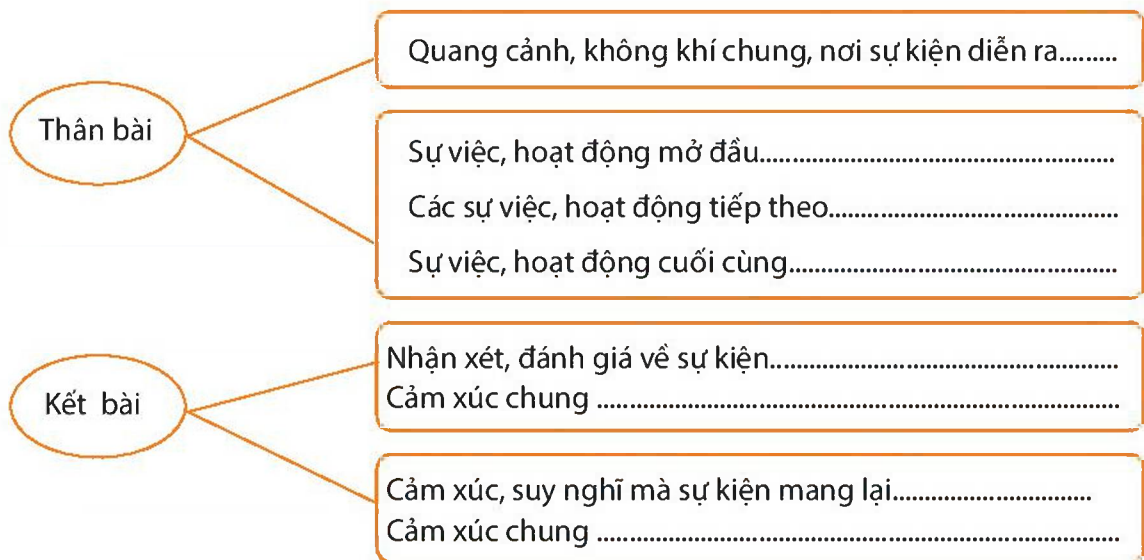 Thân bài
Quang cảnh, không khí chung, nơi sự kiện diễn ra.........
Sự việc, hoạt động mở đầu......................................................
Các sự việc, hoạt động tiếp theo............................................
Sự việc, hoạt động cuối cùng..................................................
Kết bài
Nhận xét, đánh giá về sự kiện.....................................................
Cảm xúc chung ................................................................................
Cảm xúc, suy nghĩ mà sự kiện mang lại..............................
Cảm xúc chung ................................................................................